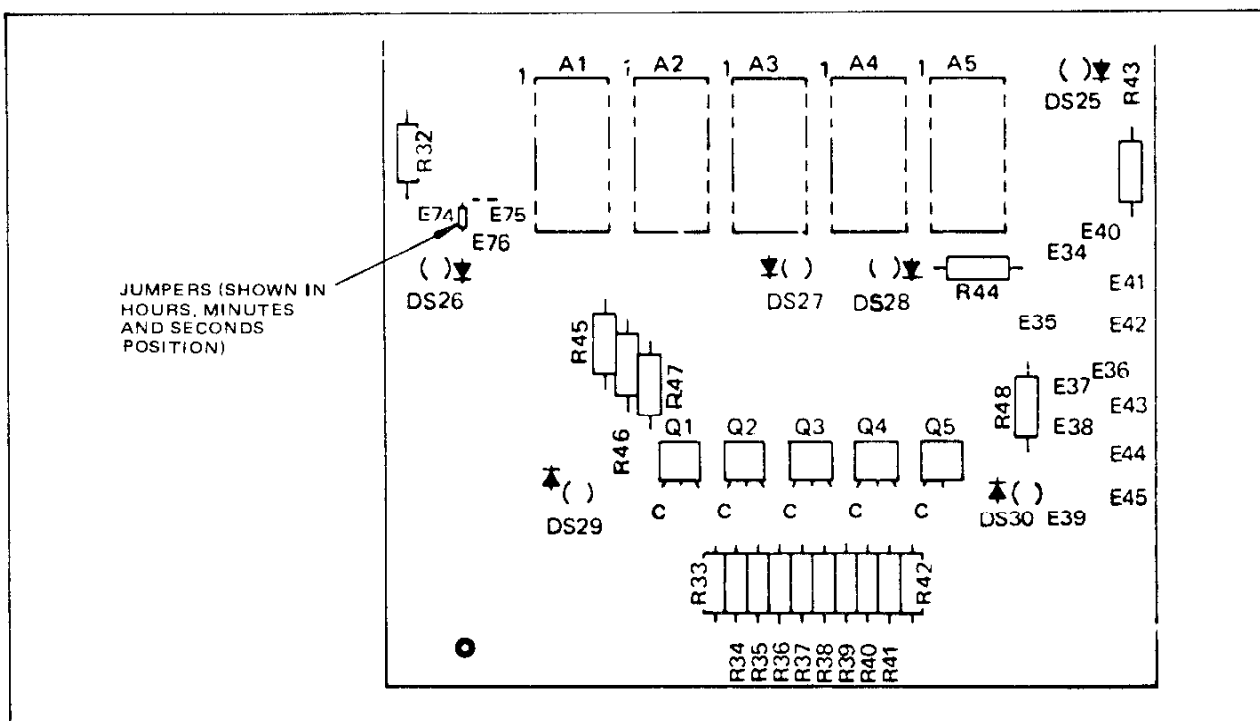 1 A1 1 A2 1 A3 1 A4 1 A5
DS25
R43
R32
E74 E75
E76
E40
E34
DS26
DS27
DS28
R44
E41
JUMPERS (SHOWN IN
HOURS, MINUTES
AND SECONDS
POSITION)
E35
E42
R45
R46
R47
R48
E37
E36
E43
E38
Q1 Q2 Q3 Q4 Q5
E44
E45
DS29
C C C C C
DS30
E39
R33
R42
R34
R35
R36
R37
R38
R39
R40
R41